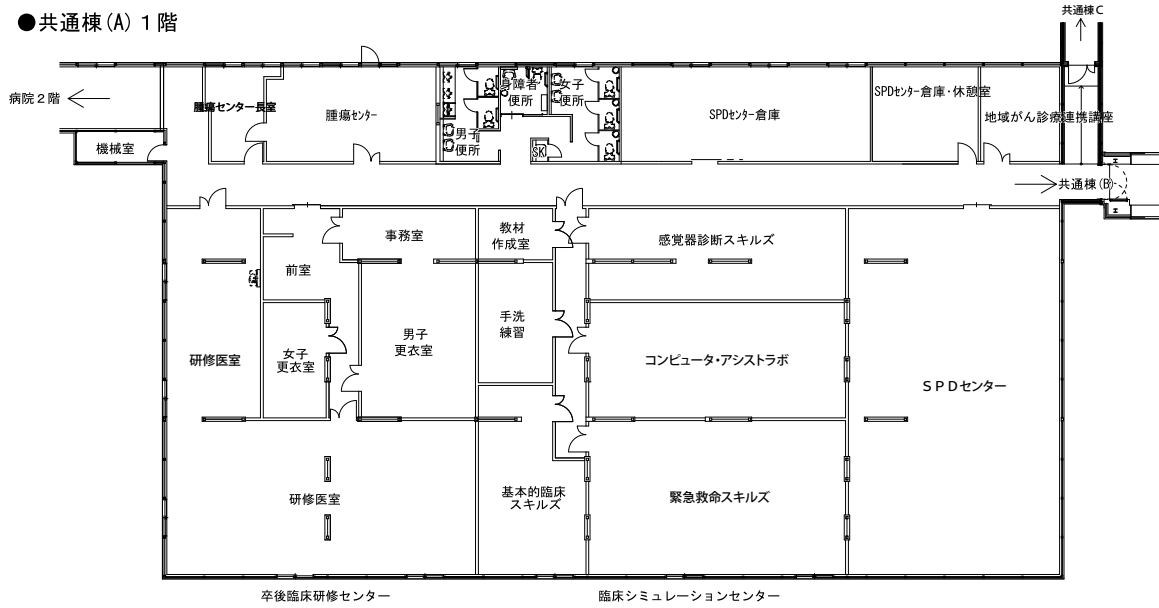 ●共通棟(A) 1階
共通棟C
病院2階
腫瘍センター長室
腫瘍センター
身障者
便所
女子
便所
男子
便所
SK
SPDセンター倉庫
SPDセンター倉庫・休憩室
地域がん診療連携講座
機械室
共通棟(B)
事務室
教材
作成室
感覚器診断スキルズ
前室
手洗
練習
男子
更衣室
女子
更衣室
研修医室
コンピュータ・アシストラボ
SPDセンター
研修医室
基本的臨床
スキルズ
緊急救命スキルズ
卒後臨床研修センター
臨床シミュレーションセンター